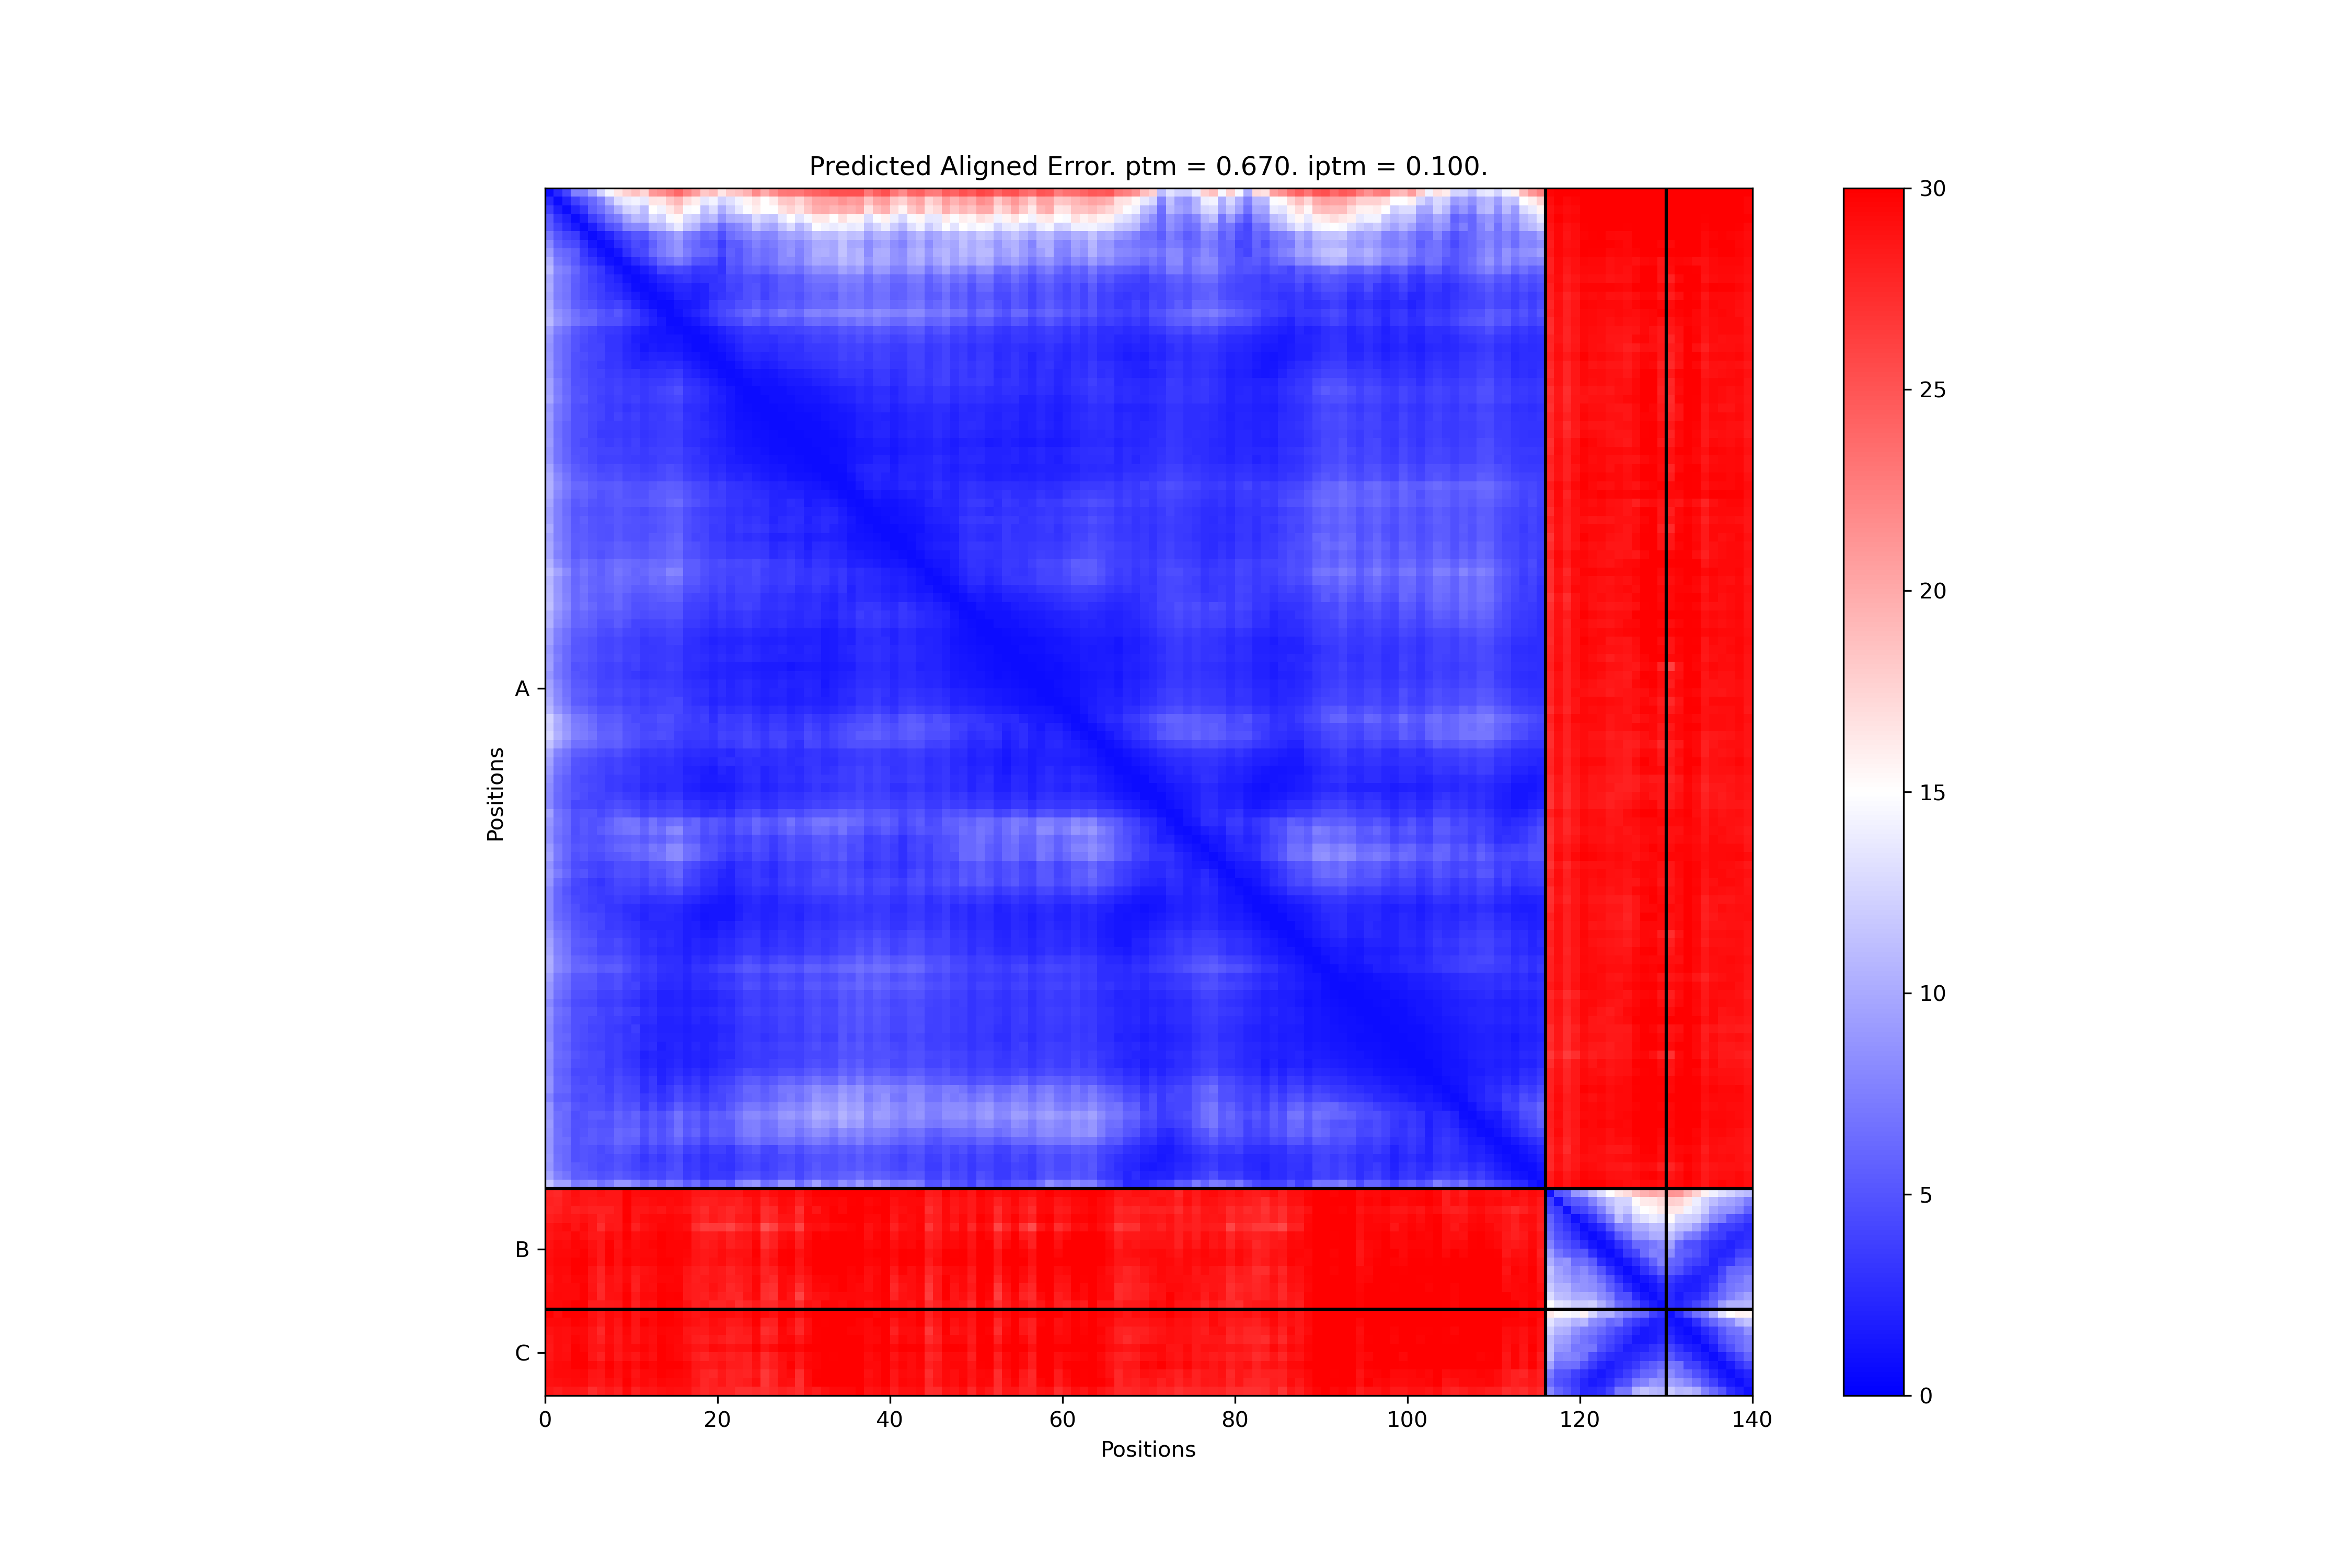 Predicted Aligned Error. ptm = 0.670. iptm = 0.100.
30
25
20
15
10
5
0
A
B
C
Positions
0 20 40 60 80 100 120 140
Positions